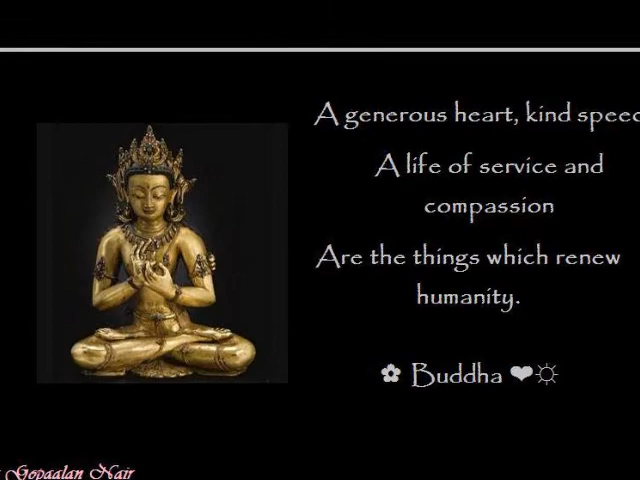 A generous heart, kind speec
A life of service and
compassion
Are the things which renew
humanity.
✿ Buddha ❤☼
Gopaalan Nair